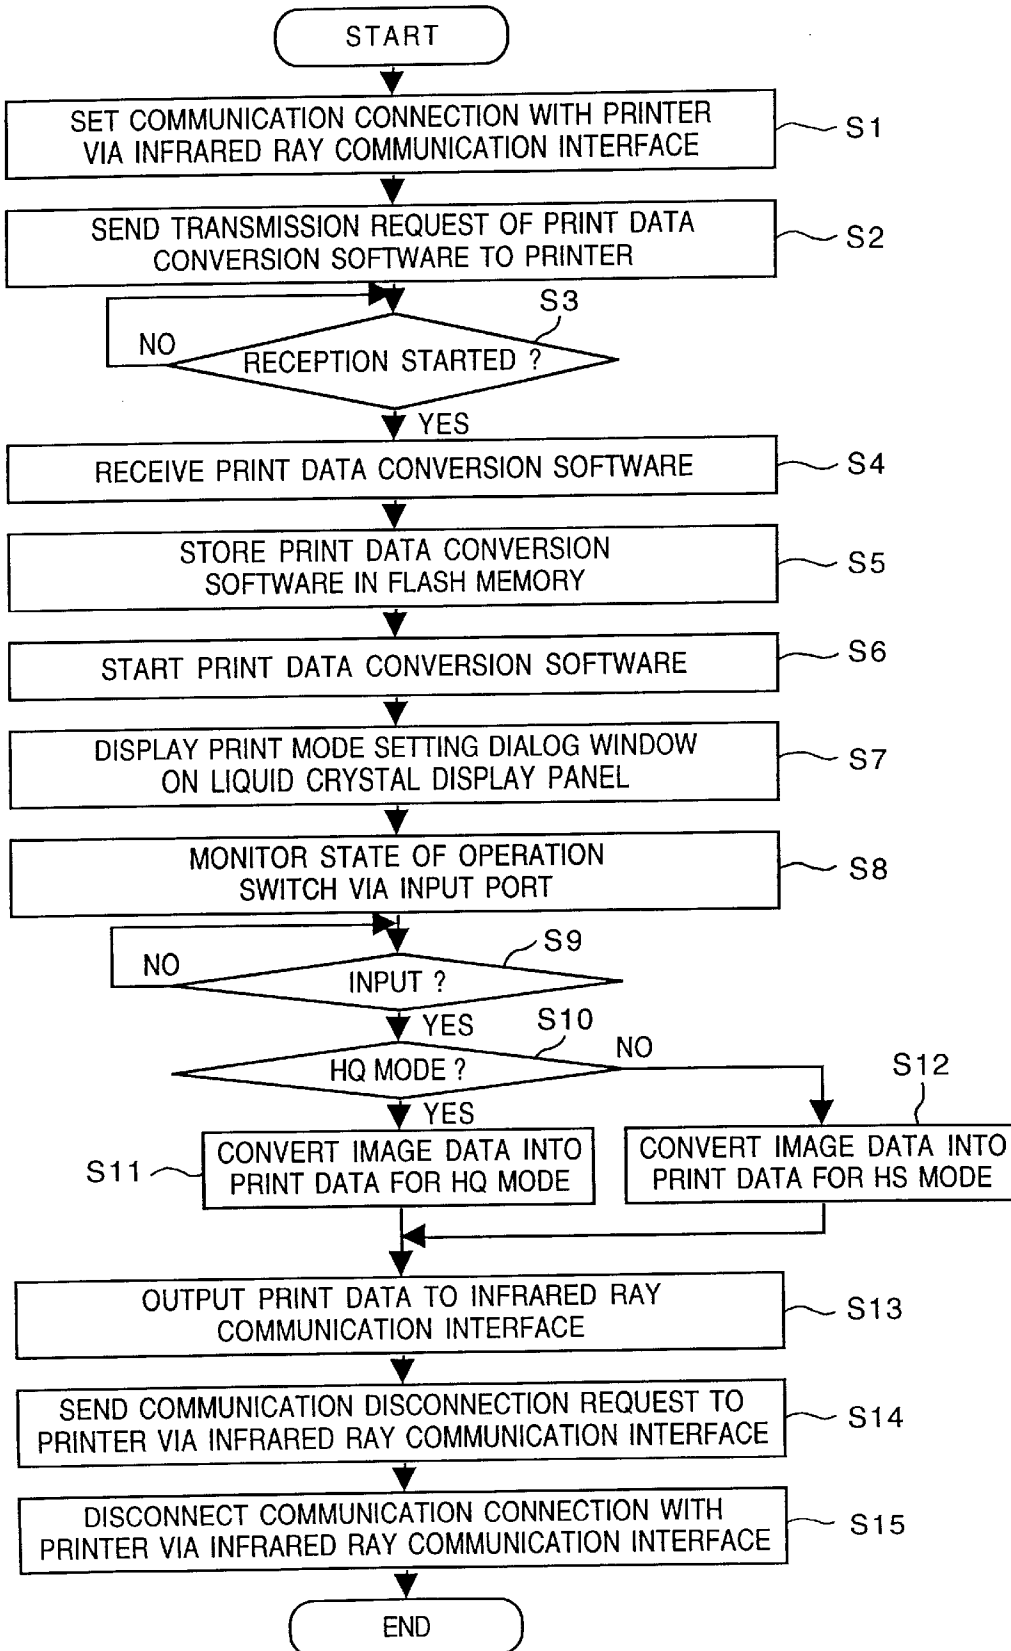 START
SET COMMUNICATION CONNECTION WITH PRINTER
VIA INFRARED RAY COMMUNICATION INTERFACE
S1
SEND TRANSMISSION REQUEST OF PRINT DATA
CONVERSION SOFTWARE TO PRINTER
S2
S3
NO
RECEPTION STARTED ?
YES
RECEIVE PRINT DATA CONVERSION SOFTWARE
S4
STORE PRINT DATA CONVERSION
SOFTWARE IN FLASH MEMORY
S5
START PRINT DATA CONVERSION SOFTWARE
S6
DISPLAY PRINT MODE SETTING DIALOG WINDOW
ON LIQUID CRYSTAL DISPLAY PANEL
S7
MONITOR STATE OF OPERATION
SWITCH VIA INPUT PORT
S8
S9
NO
INPUT ?
YES
S10
HQ MODE ?
NO
YES
S12
S11
CONVERT IMAGE DATA INTO
PRINT DATA FOR HQ MODE
CONVERT IMAGE DATA INTO
PRINT DATA FOR HS MODE
OUTPUT PRINT DATA TO INFRARED RAY
COMMUNICATION INTERFACE
S13
SEND COMMUNICATION DISCONNECTION REQUEST TO
PRINTER VIA INFRARED RAY COMMUNICATION INTERFACE
S14
DISCONNECT COMMUNICATION CONNECTION WITH
PRINTER VIA INFRARED RAY COMMUNICATION INTERFACE
S15
END